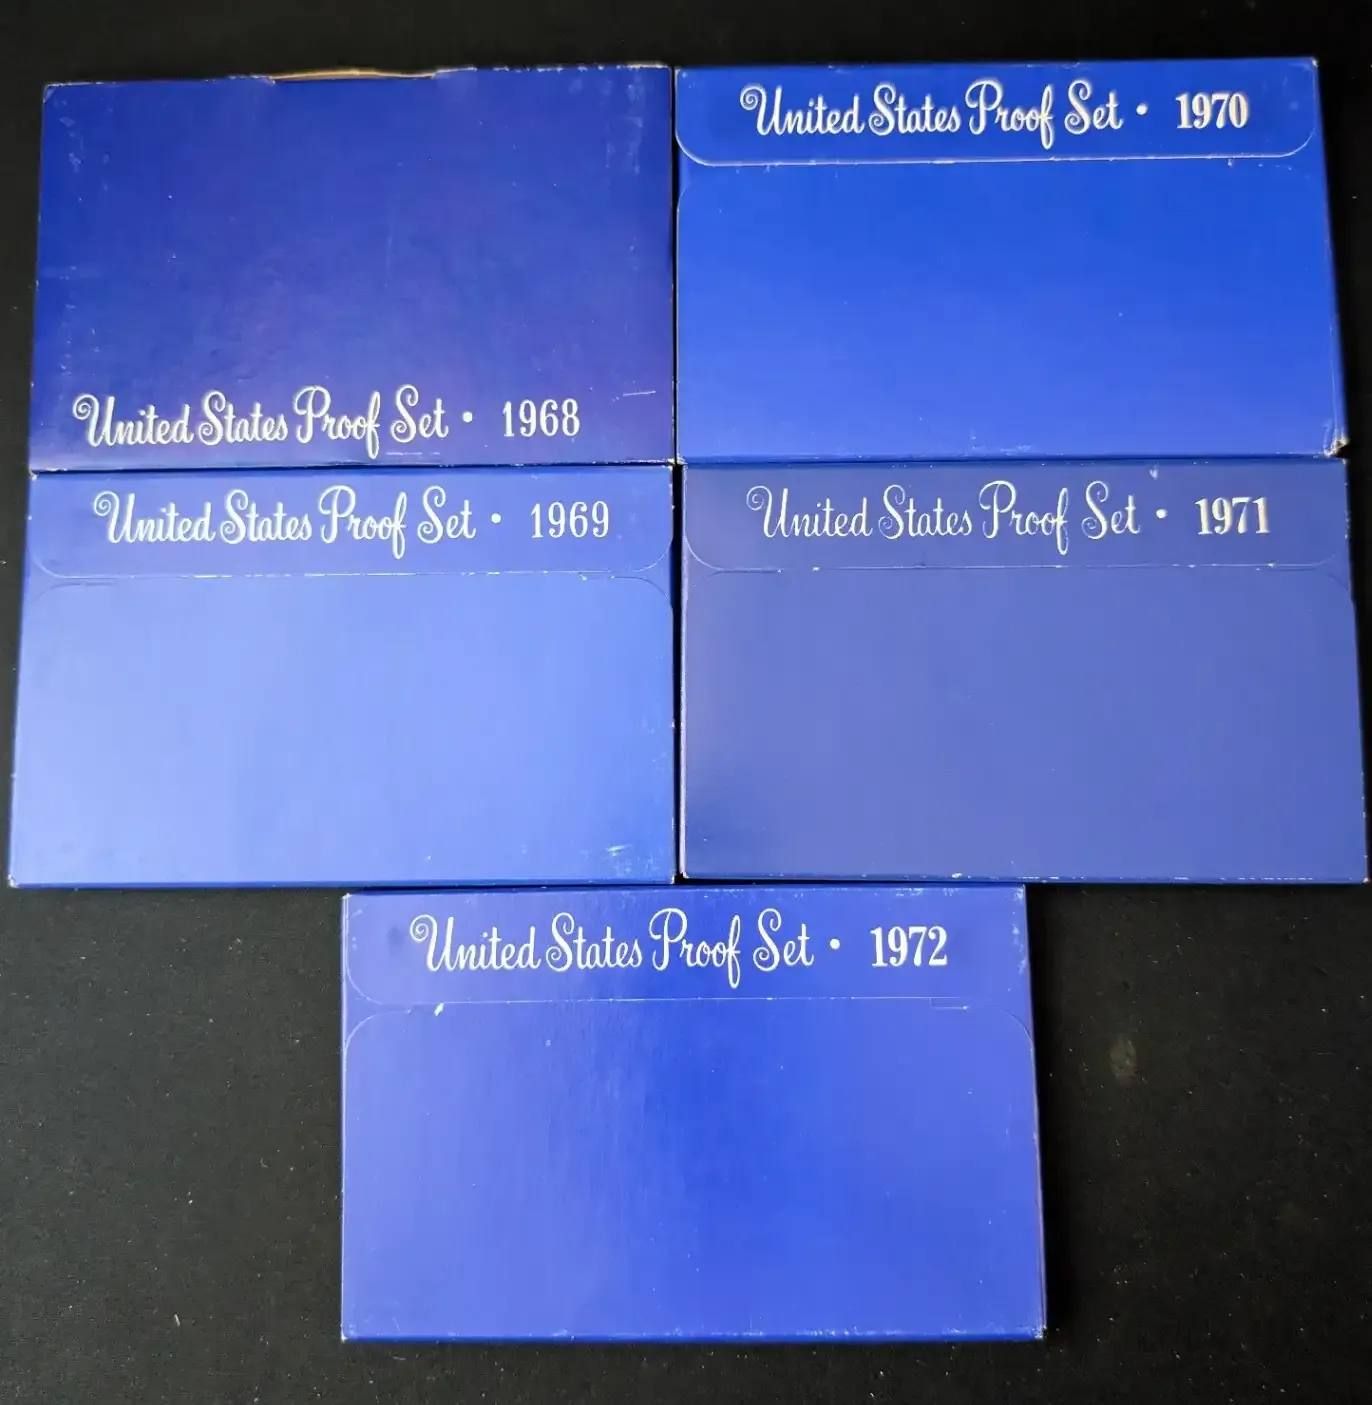 United States Proof Set • 1968
United States Proof Set • 1970
United States Proof Set • 1969
United States Proof Set • 1971
United States Proof Set • 1972